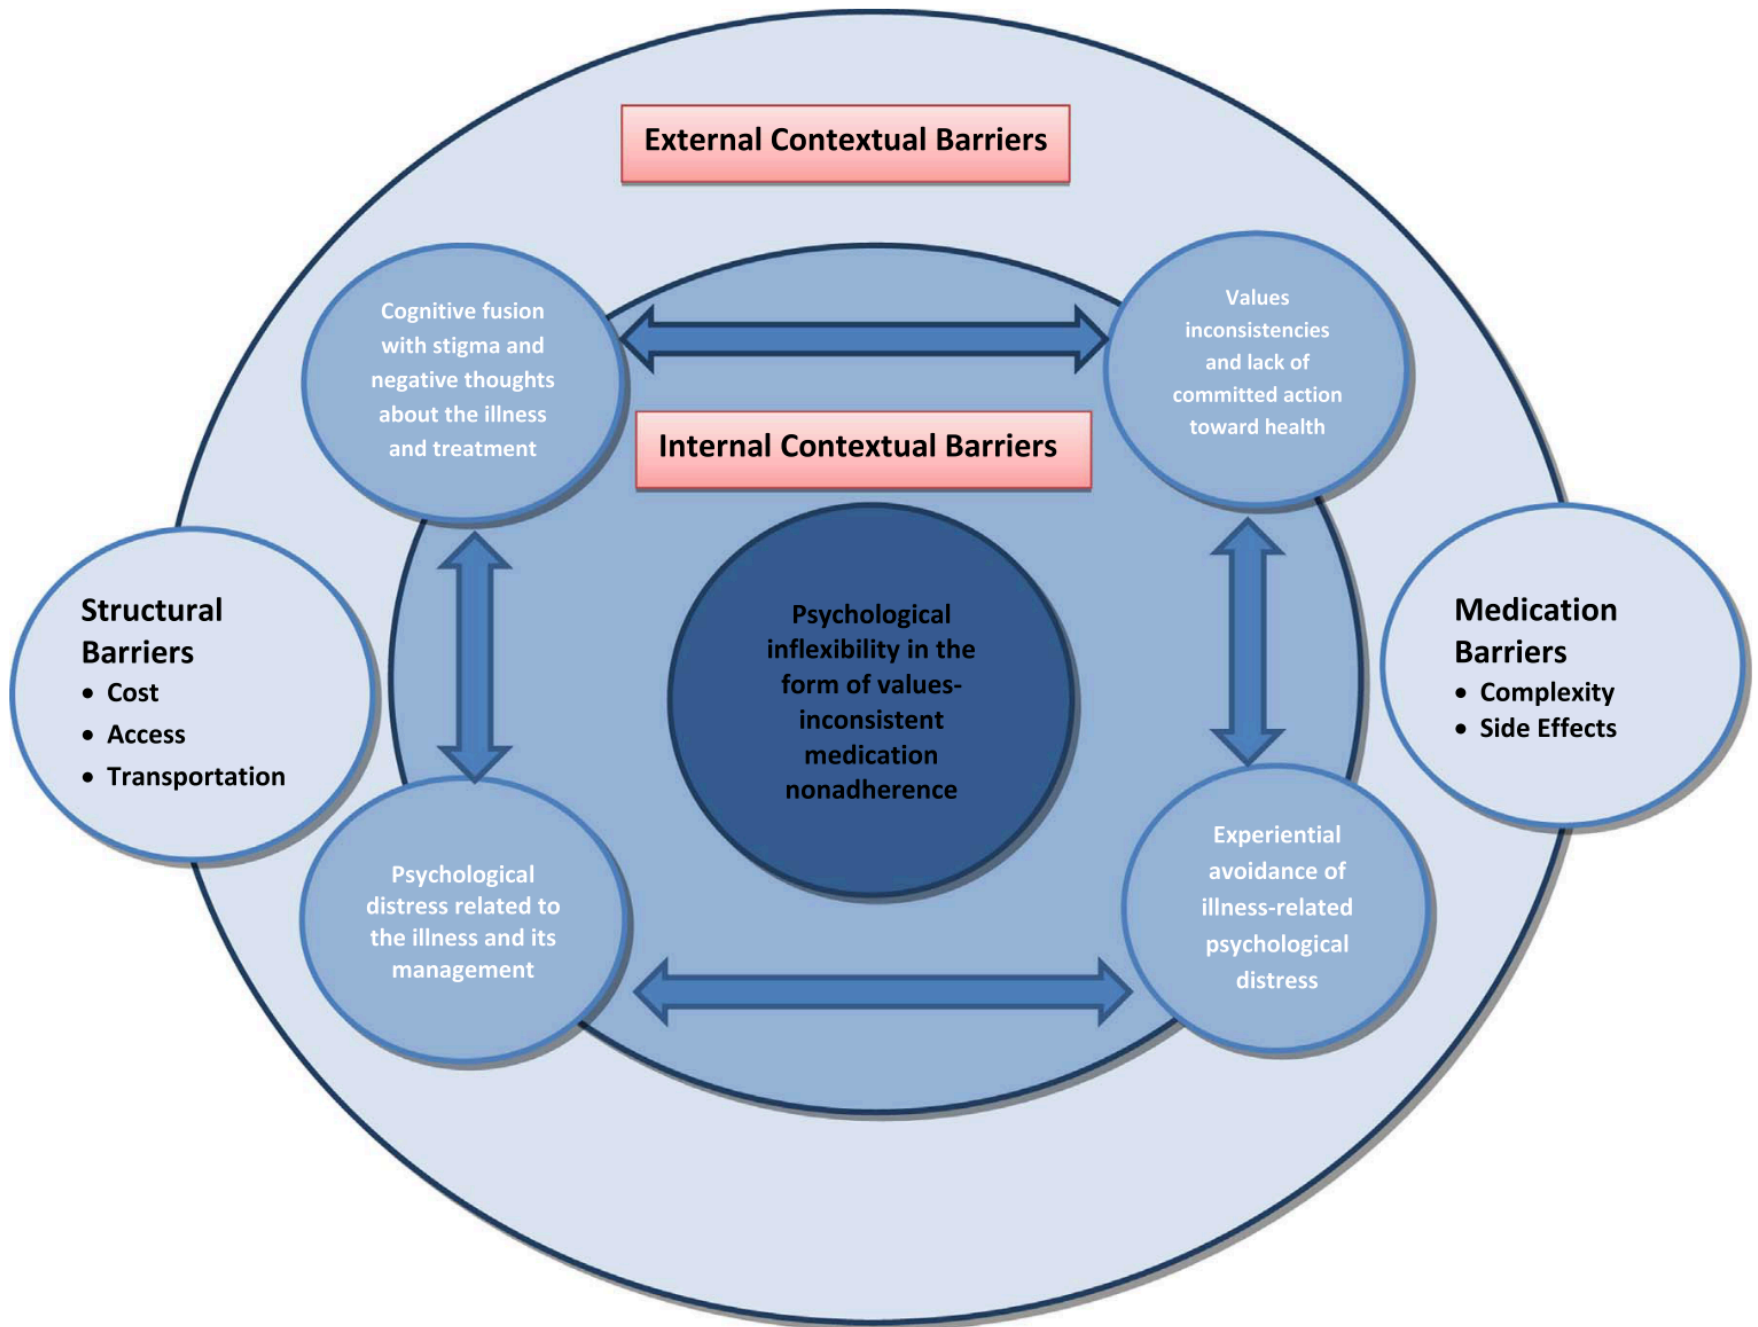 External Contextual Barriers
Cognitive fusion
with stigma and
negative thoughts
about the illness
and treatment
Values
inconsistencies
and lack of
committed action
toward health
Internal Contextual Barriers
Structural
Barriers
• Cost
• Access
• Transportation
Psychological
inflexibility in the
form of values-
inconsistent
medication
nonadherence
Medication
Barriers
• Complexity
• Side Effects
Psychological
distress related to
the illness and its
management
Experiential
avoidance of
illness-related
psychological
distress